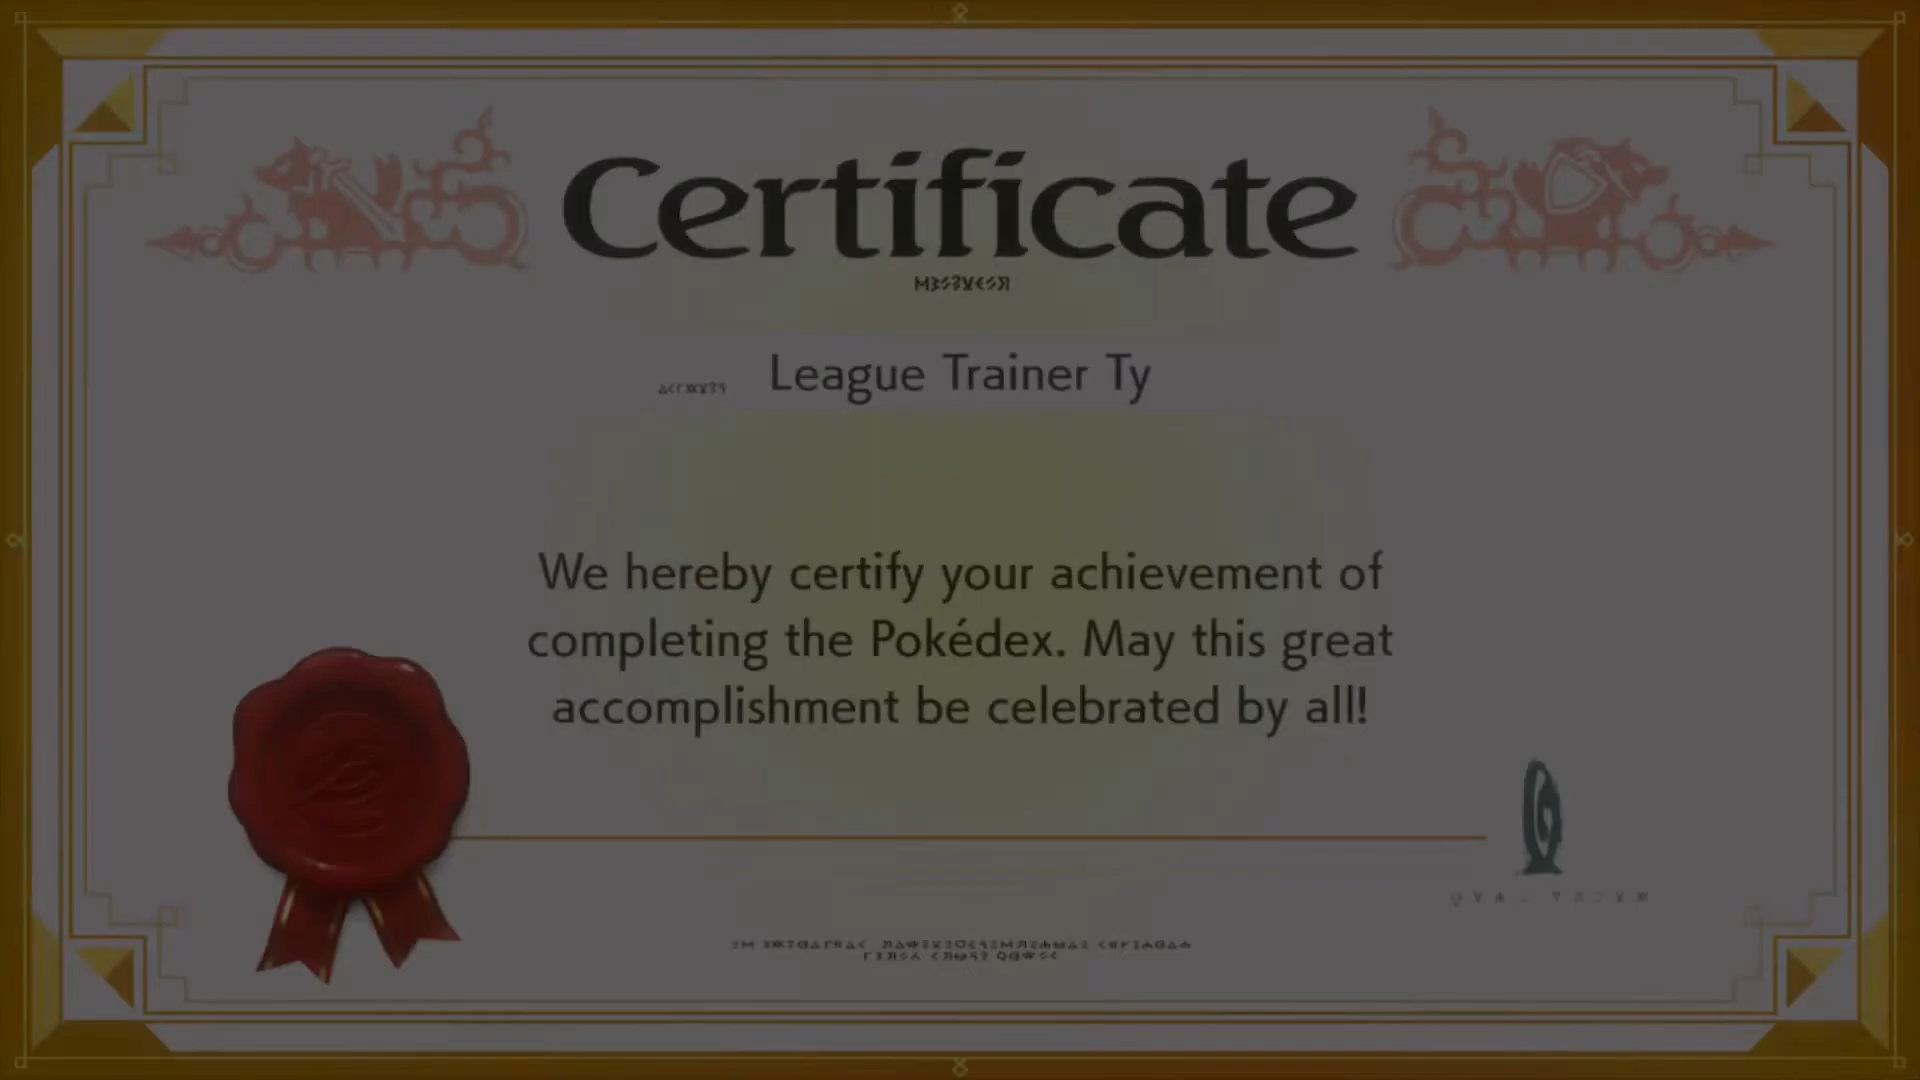 Certificate
League Trainer Ty
We hereby certify your achievement of
completing the Pokédex. May this great
accomplishment be celebrated by all!